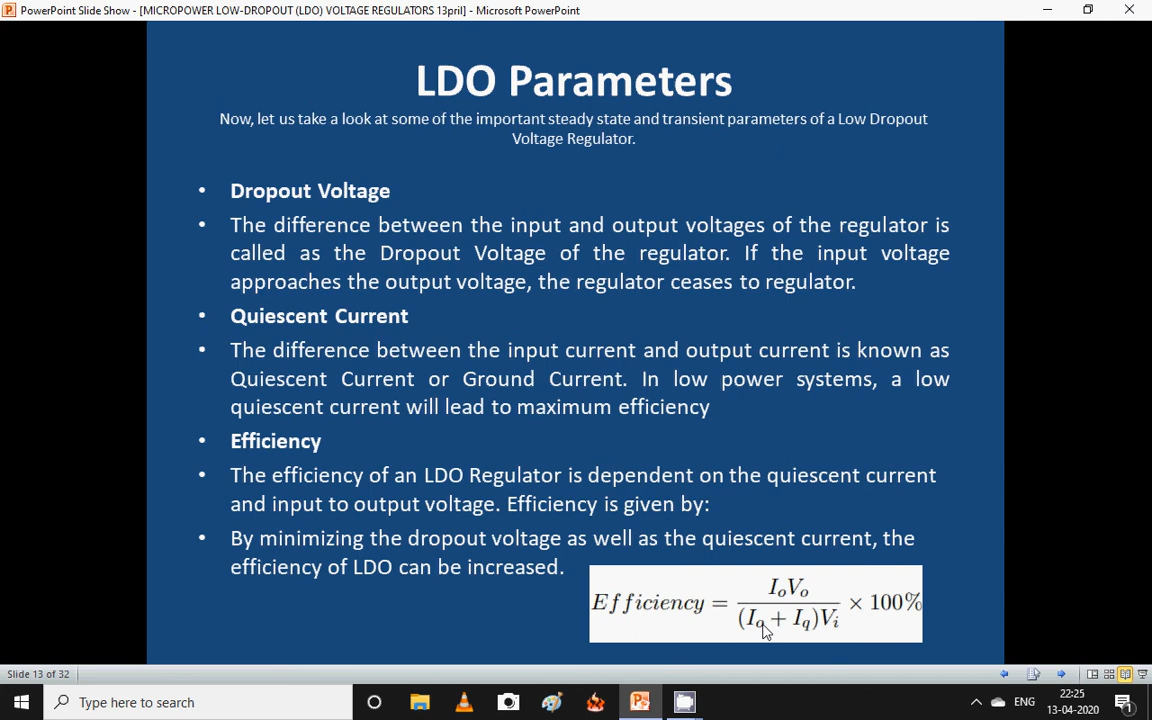 PowerPoint Slide Show - [MICROPOWER LOW-DROPOUT (LDO) VOLTAGE REGULATORS 13pril] - Microsoft PowerPoint
LDO Parameters
Now, let us take a look at some of the important steady state and transient parameters of a Low Dropout
Voltage Regulator.
• Dropout Voltage
• The difference between the input and output voltages of the regulator is
called as the Dropout Voltage of the regulator. If the input voltage
approaches the output voltage, the regulator ceases to regulator.
• Quiescent Current
• The difference between the input current and output current is known as
Quiescent Current or Ground Current. In low power systems, a low
quiescent current will lead to maximum efficiency
• Efficiency
• The efficiency of an LDO Regulator is dependent on the quiescent current
and input to output voltage. Efficiency is given by:
• By minimizing the dropout voltage as well as the quiescent current, the
efficiency of LDO can be increased.
Efficiency = IoVo / (Io + Iq)Vi × 100%
Slide 13 of 32
Type here to search
ENG
22:25
13-04-2020
1